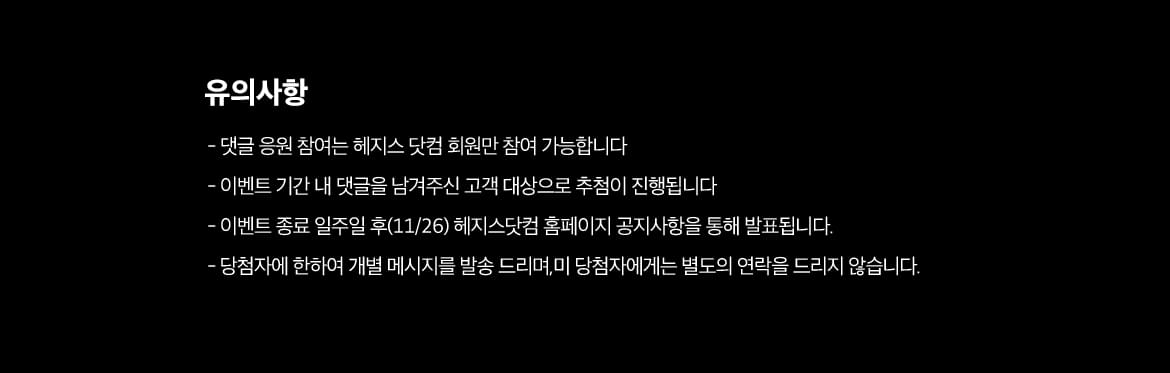 유의사항
- 댓글 응원 참여는 헤지스 닷컴 회원만 참여 가능합니다
- 이벤트 기간 내 댓글을 남겨주신 고객 대상으로 추첨이 진행됩니다
- 이벤트 종료 일주일 후(11/26) 헤지스닷컴 홈페이지 공지사항을 통해 발표됩니다.
- 당첨자에 한하여 개별 메시지를 발송 드리며,미 당첨자에게는 별도의 연락을 드리지 않습니다.